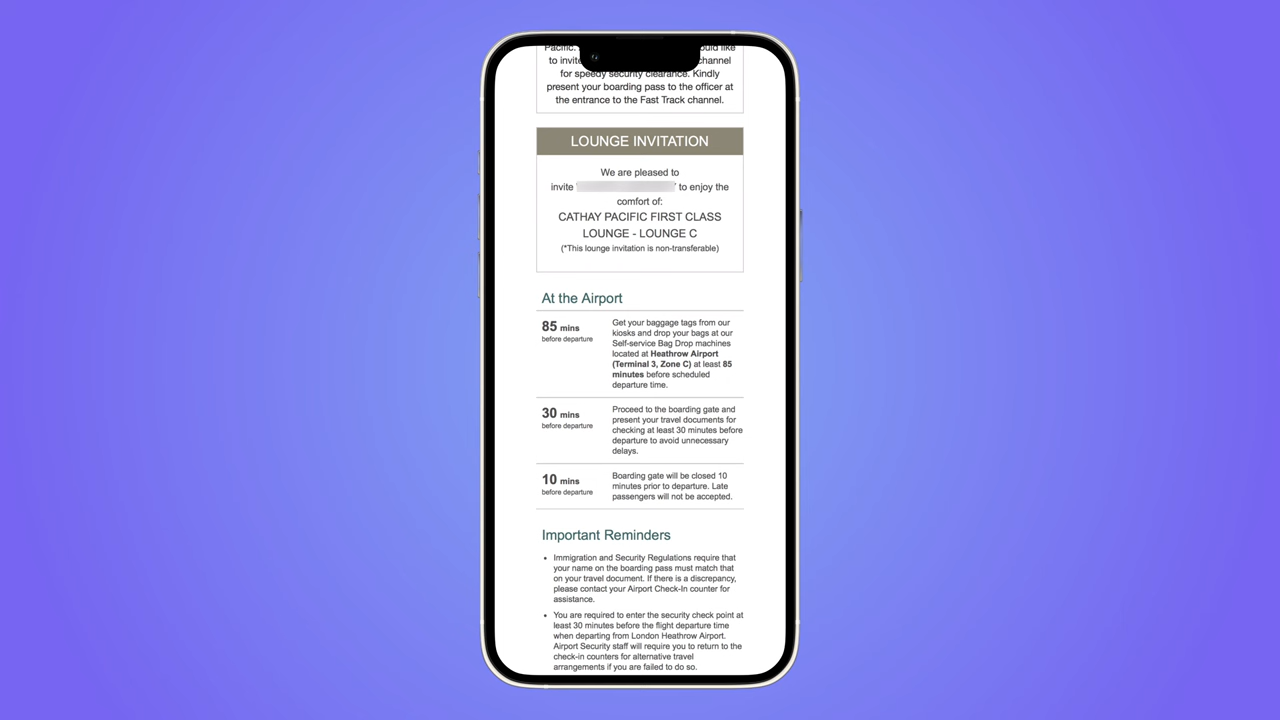 Pacific. ould like
to invite channel
for speedy security clearance. Kindly
present your boarding pass to the officer at
the entrance to the Fast Track channel.
LOUNGE INVITATION
We are pleased to
invite ' ' to enjoy the
comfort of:
CATHAY PACIFIC FIRST CLASS
LOUNGE - LOUNGE C
(*This lounge invitation is non-transferable)
At the Airport
85 mins
before departure
Get your baggage tags from our
kiosks and drop your bags at our
Self-service Bag Drop machines
located at Heathrow Airport
(Terminal 3, Zone C) at least 85
minutes before scheduled
departure time.
30 mins
before departure
Proceed to the boarding gate and
present your travel documents for
checking at least 30 minutes before
departure to avoid unnecessary
delays.
10 mins
before departure
Boarding gate will be closed 10
minutes prior to departure. Late
passengers will not be accepted.
Important Reminders
• Immigration and Security Regulations require that
your name on the boarding pass must match that
on your travel document. If there is a discrepancy,
please contact your Airport Check-In counter for
assistance.
• You are required to enter the security check point at
least 30 minutes before the flight departure time
when departing from London Heathrow Airport.
Airport Security staff will require you to return to the
check-in counters for alternative travel
arrangements if you are failed to do so.